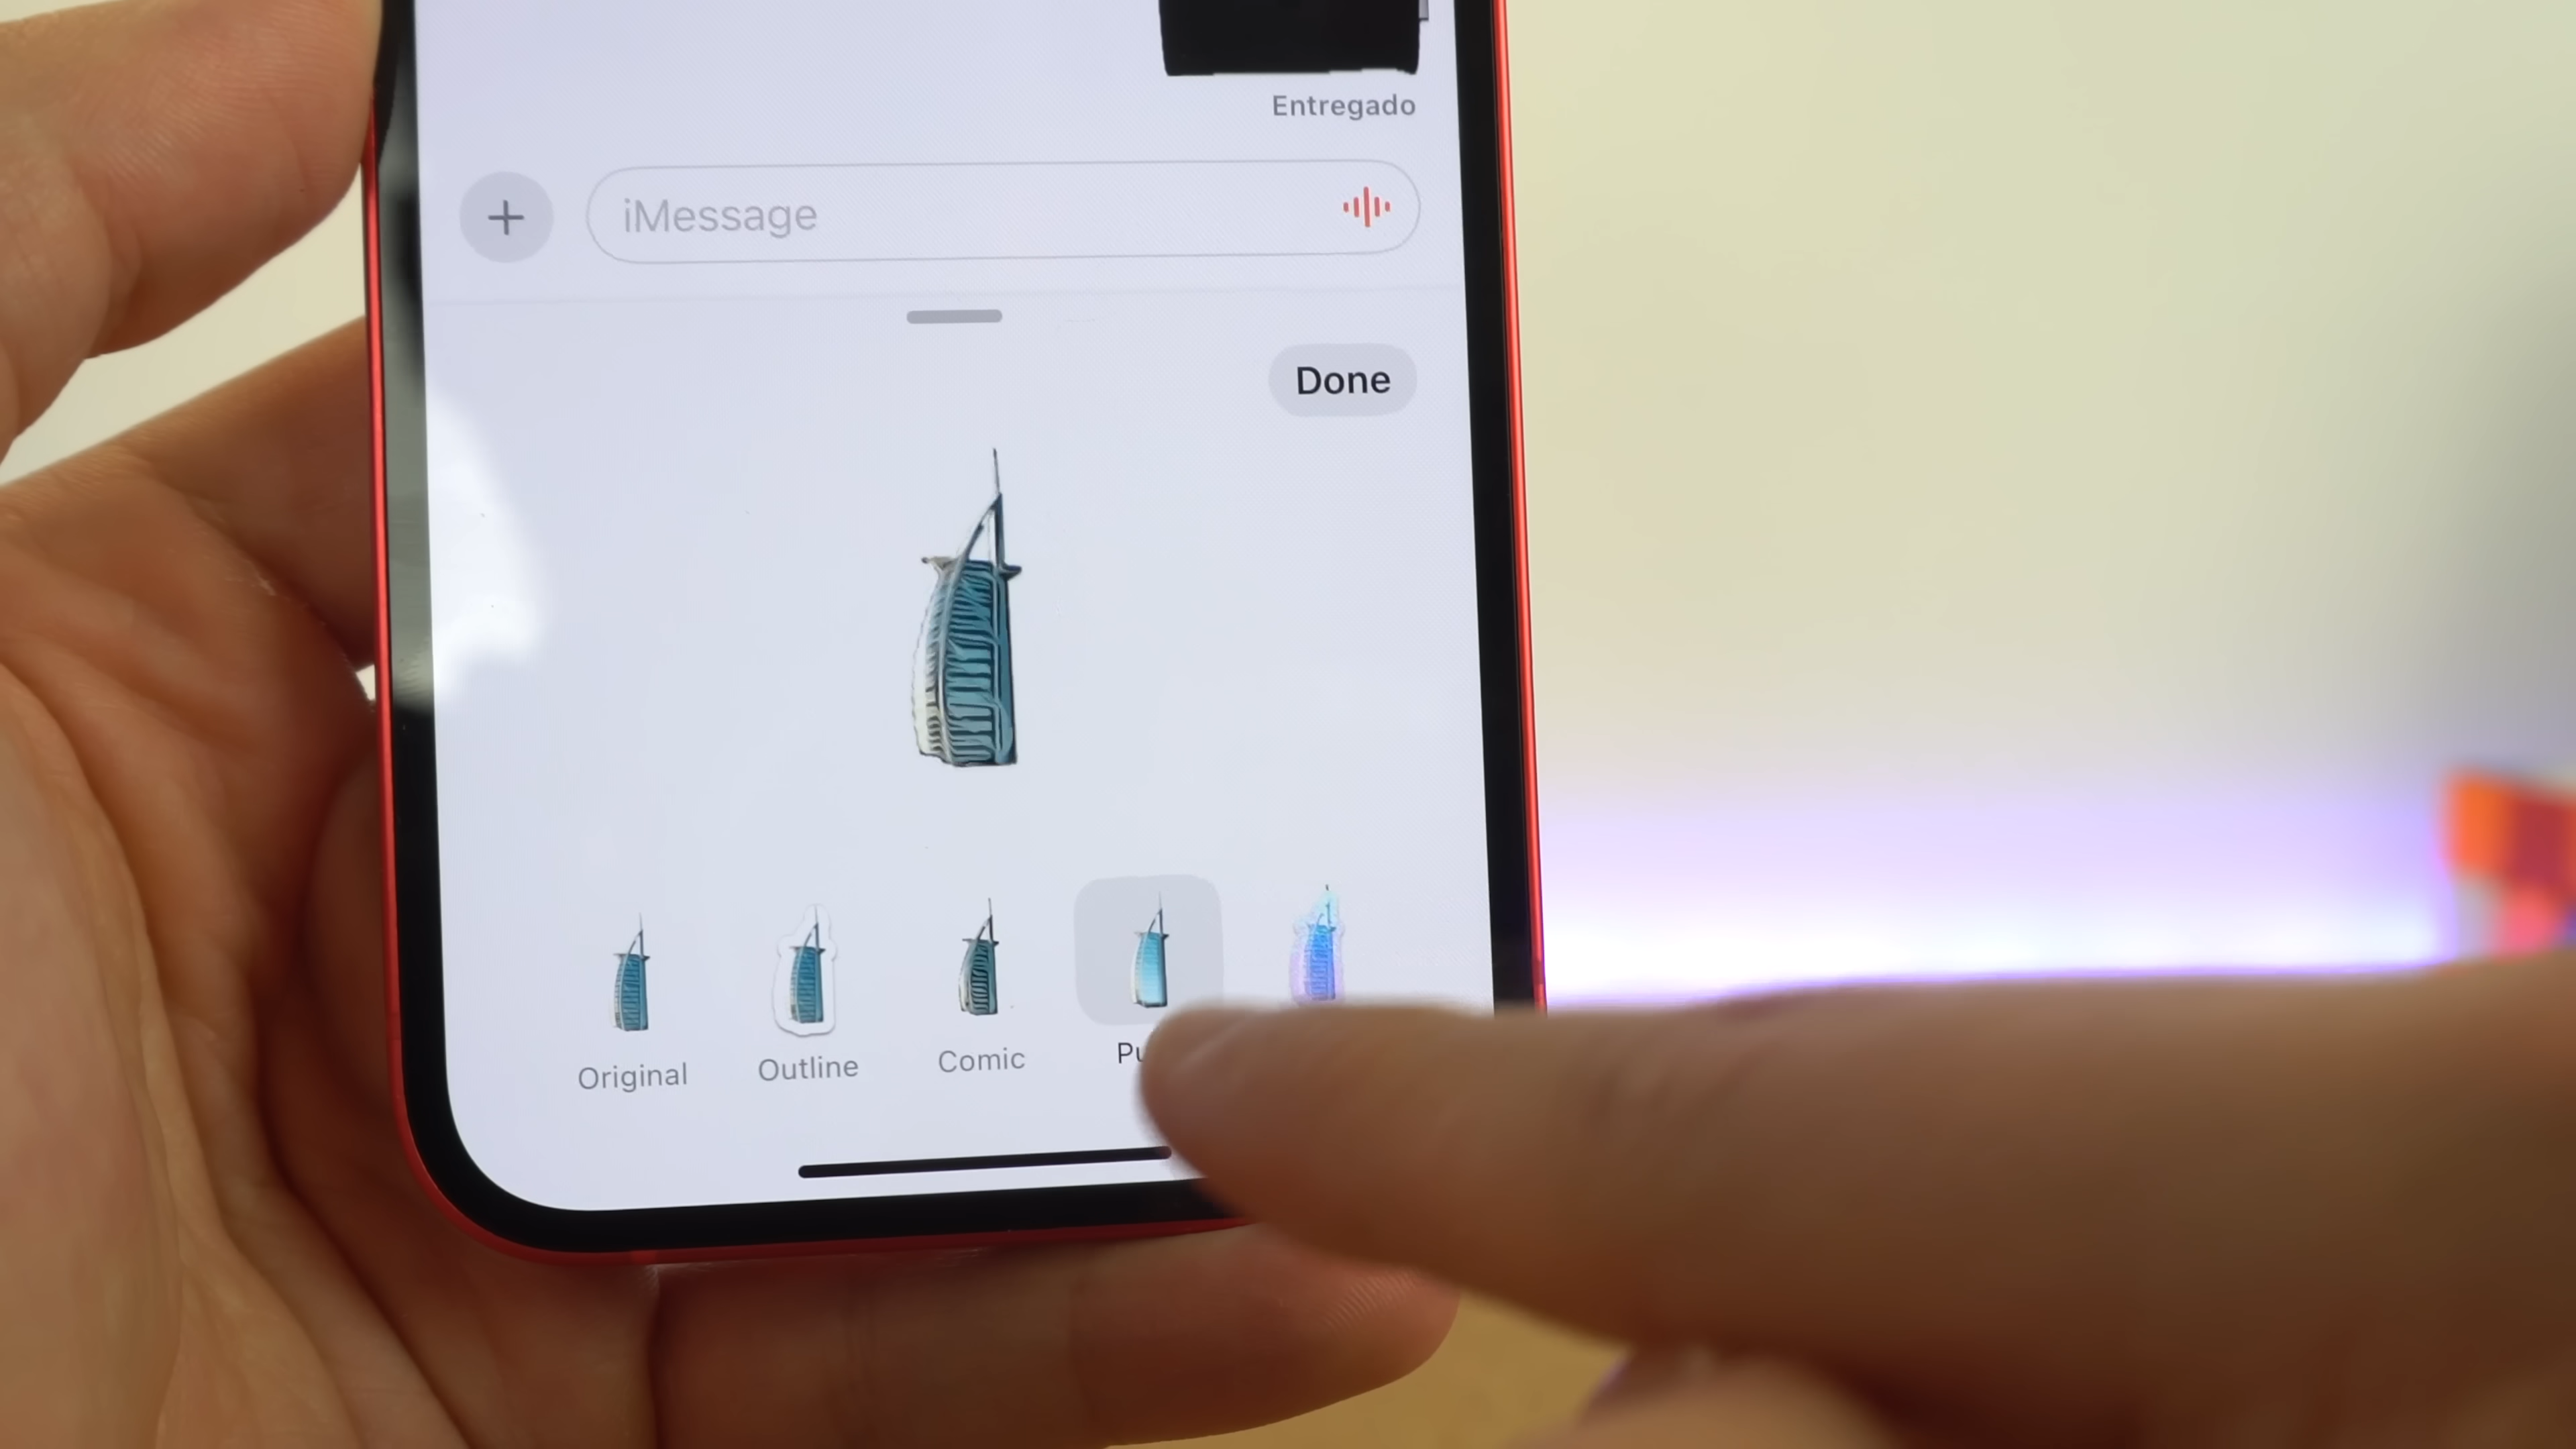 Entregado
iMessage
Done
Original
Outline
Comic